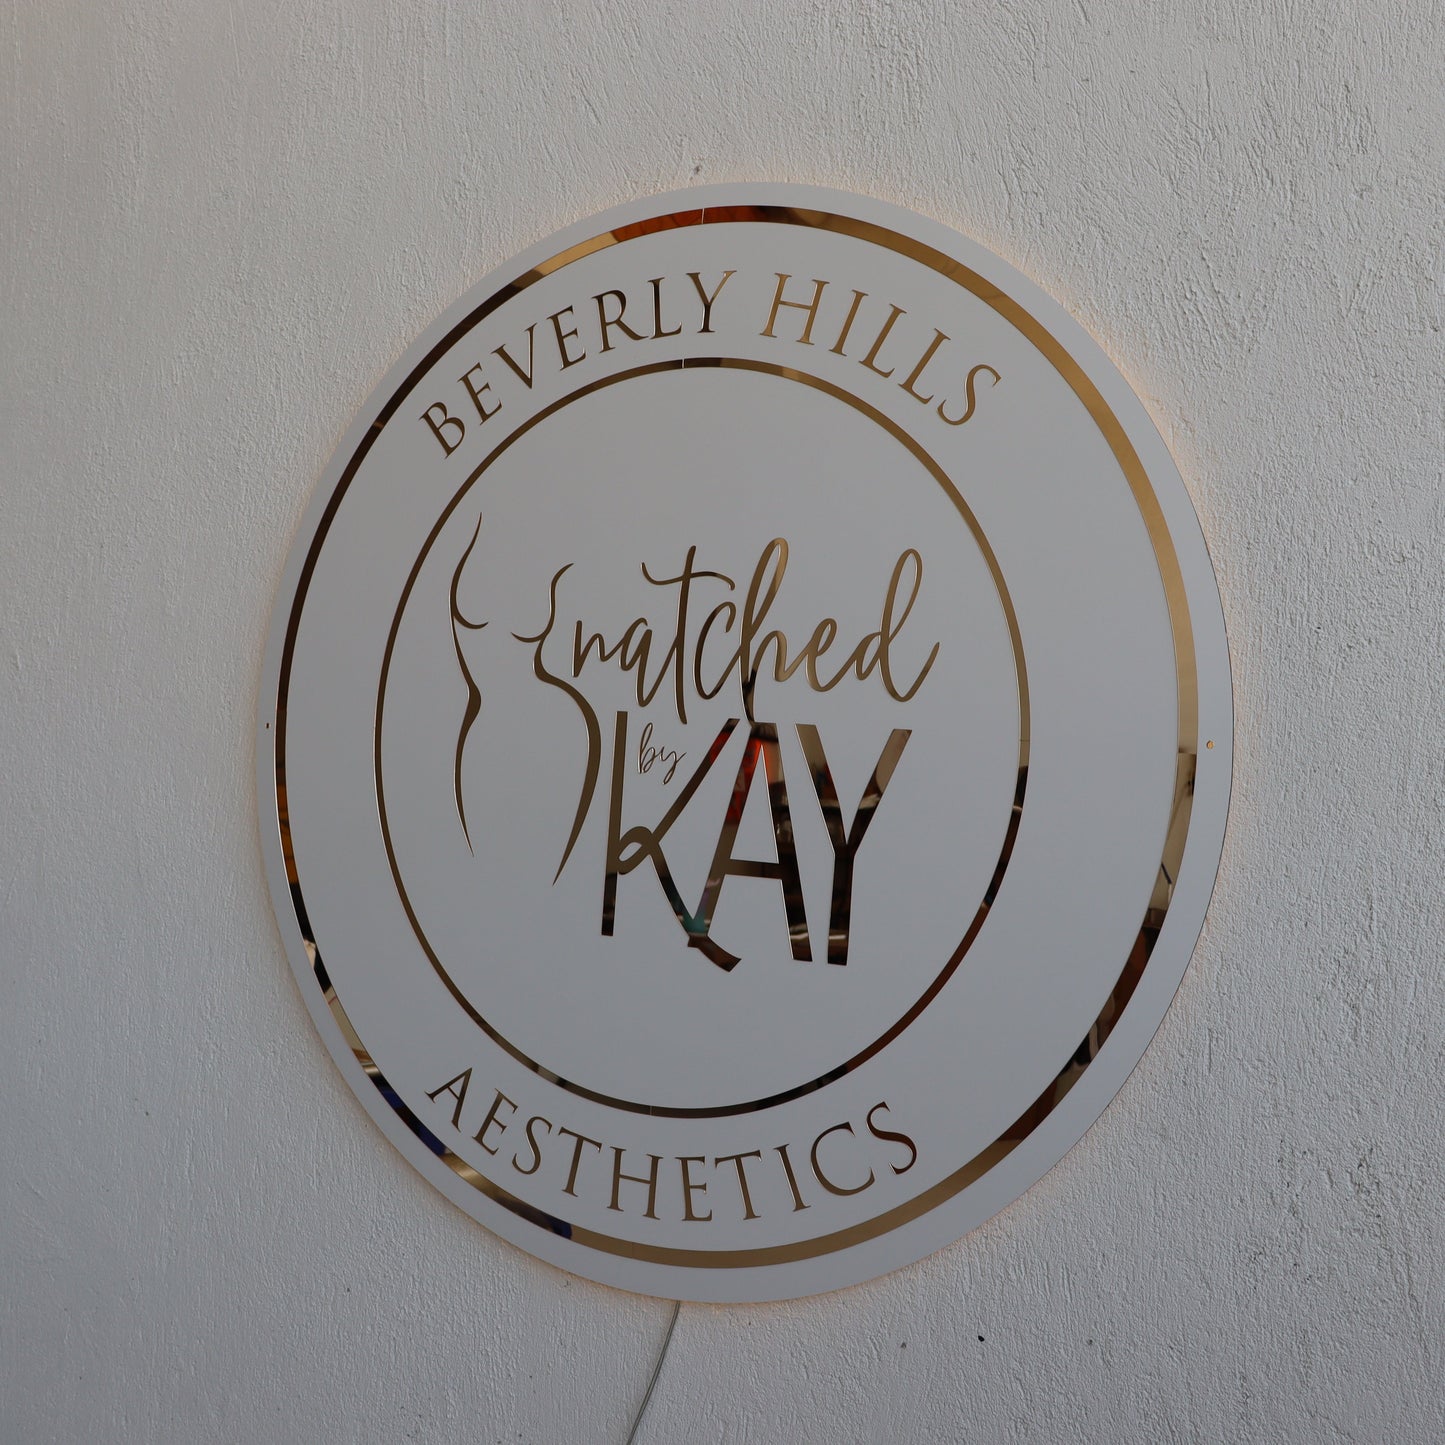 BEVERLY HILLS
Snatched
by
KAY
AESTHETICS